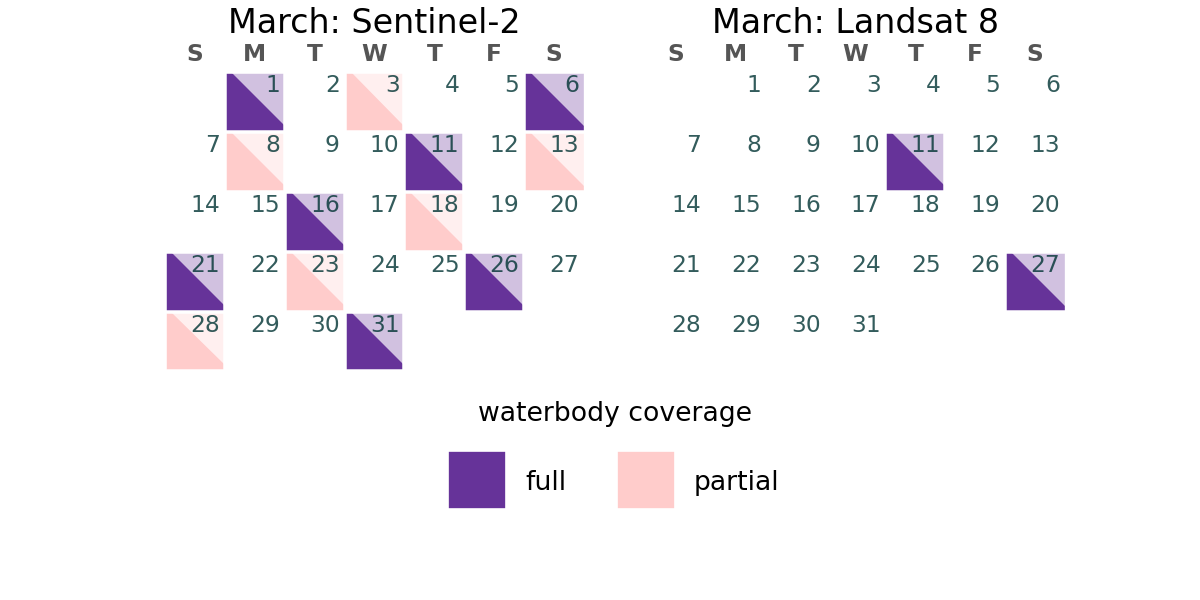 March: Sentinel-2
S M T W T F S
1 2 3 4 5 6
7 8 9 10 11 12 13
14 15 16 17 18 19 20
21 22 23 24 25 26 27
28 29 30 31
March: Landsat 8
S M T W T F S
1 2 3 4 5 6
7 8 9 10 11 12 13
14 15 16 17 18 19 20
21 22 23 24 25 26 27
28 29 30 31
waterbody coverage
full partial